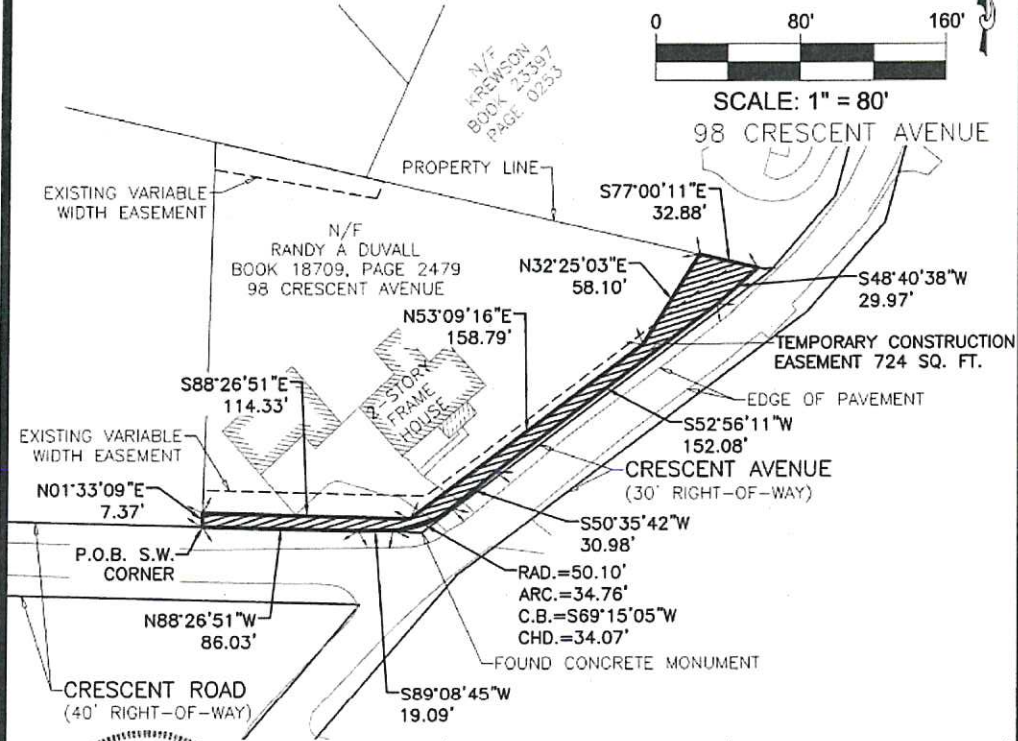 0 80' 160'
SCALE: 1" = 80'
98 CRESCENT AVENUE
N/F
KREWSON
BOOK 23397
PAGE 0253
PROPERTY LINE
EXISTING VARIABLE
WIDTH EASEMENT
S77°00'11"E
32.88'
N/F
RANDY A DUVALL
BOOK 18709, PAGE 2479
98 CRESCENT AVENUE
N32°25'03"E
58.10'
S48°40'38"W
29.97'
N53°09'16"E
158.79'
TEMPORARY CONSTRUCTION
EASEMENT 724 SQ. FT.
S88°26'51"E
114.33'
2-STORY
FRAME
HOUSE
EDGE OF PAVEMENT
S52°56'11"W
152.08'
EXISTING VARIABLE
WIDTH EASEMENT
CRESCENT AVENUE
(30' RIGHT-OF-WAY)
N01°33'09"E
7.37'
S50°35'42"W
30.98'
P.O.B. S.W.
CORNER
RAD.=50.10'
ARC.=34.76'
C.B.=S69°15'05"W
CHD.=34.07'
N88°26'51"W
86.03'
FOUND CONCRETE MONUMENT
CRESCENT ROAD
(40' RIGHT-OF-WAY)
S89°08'45"W
19.09'